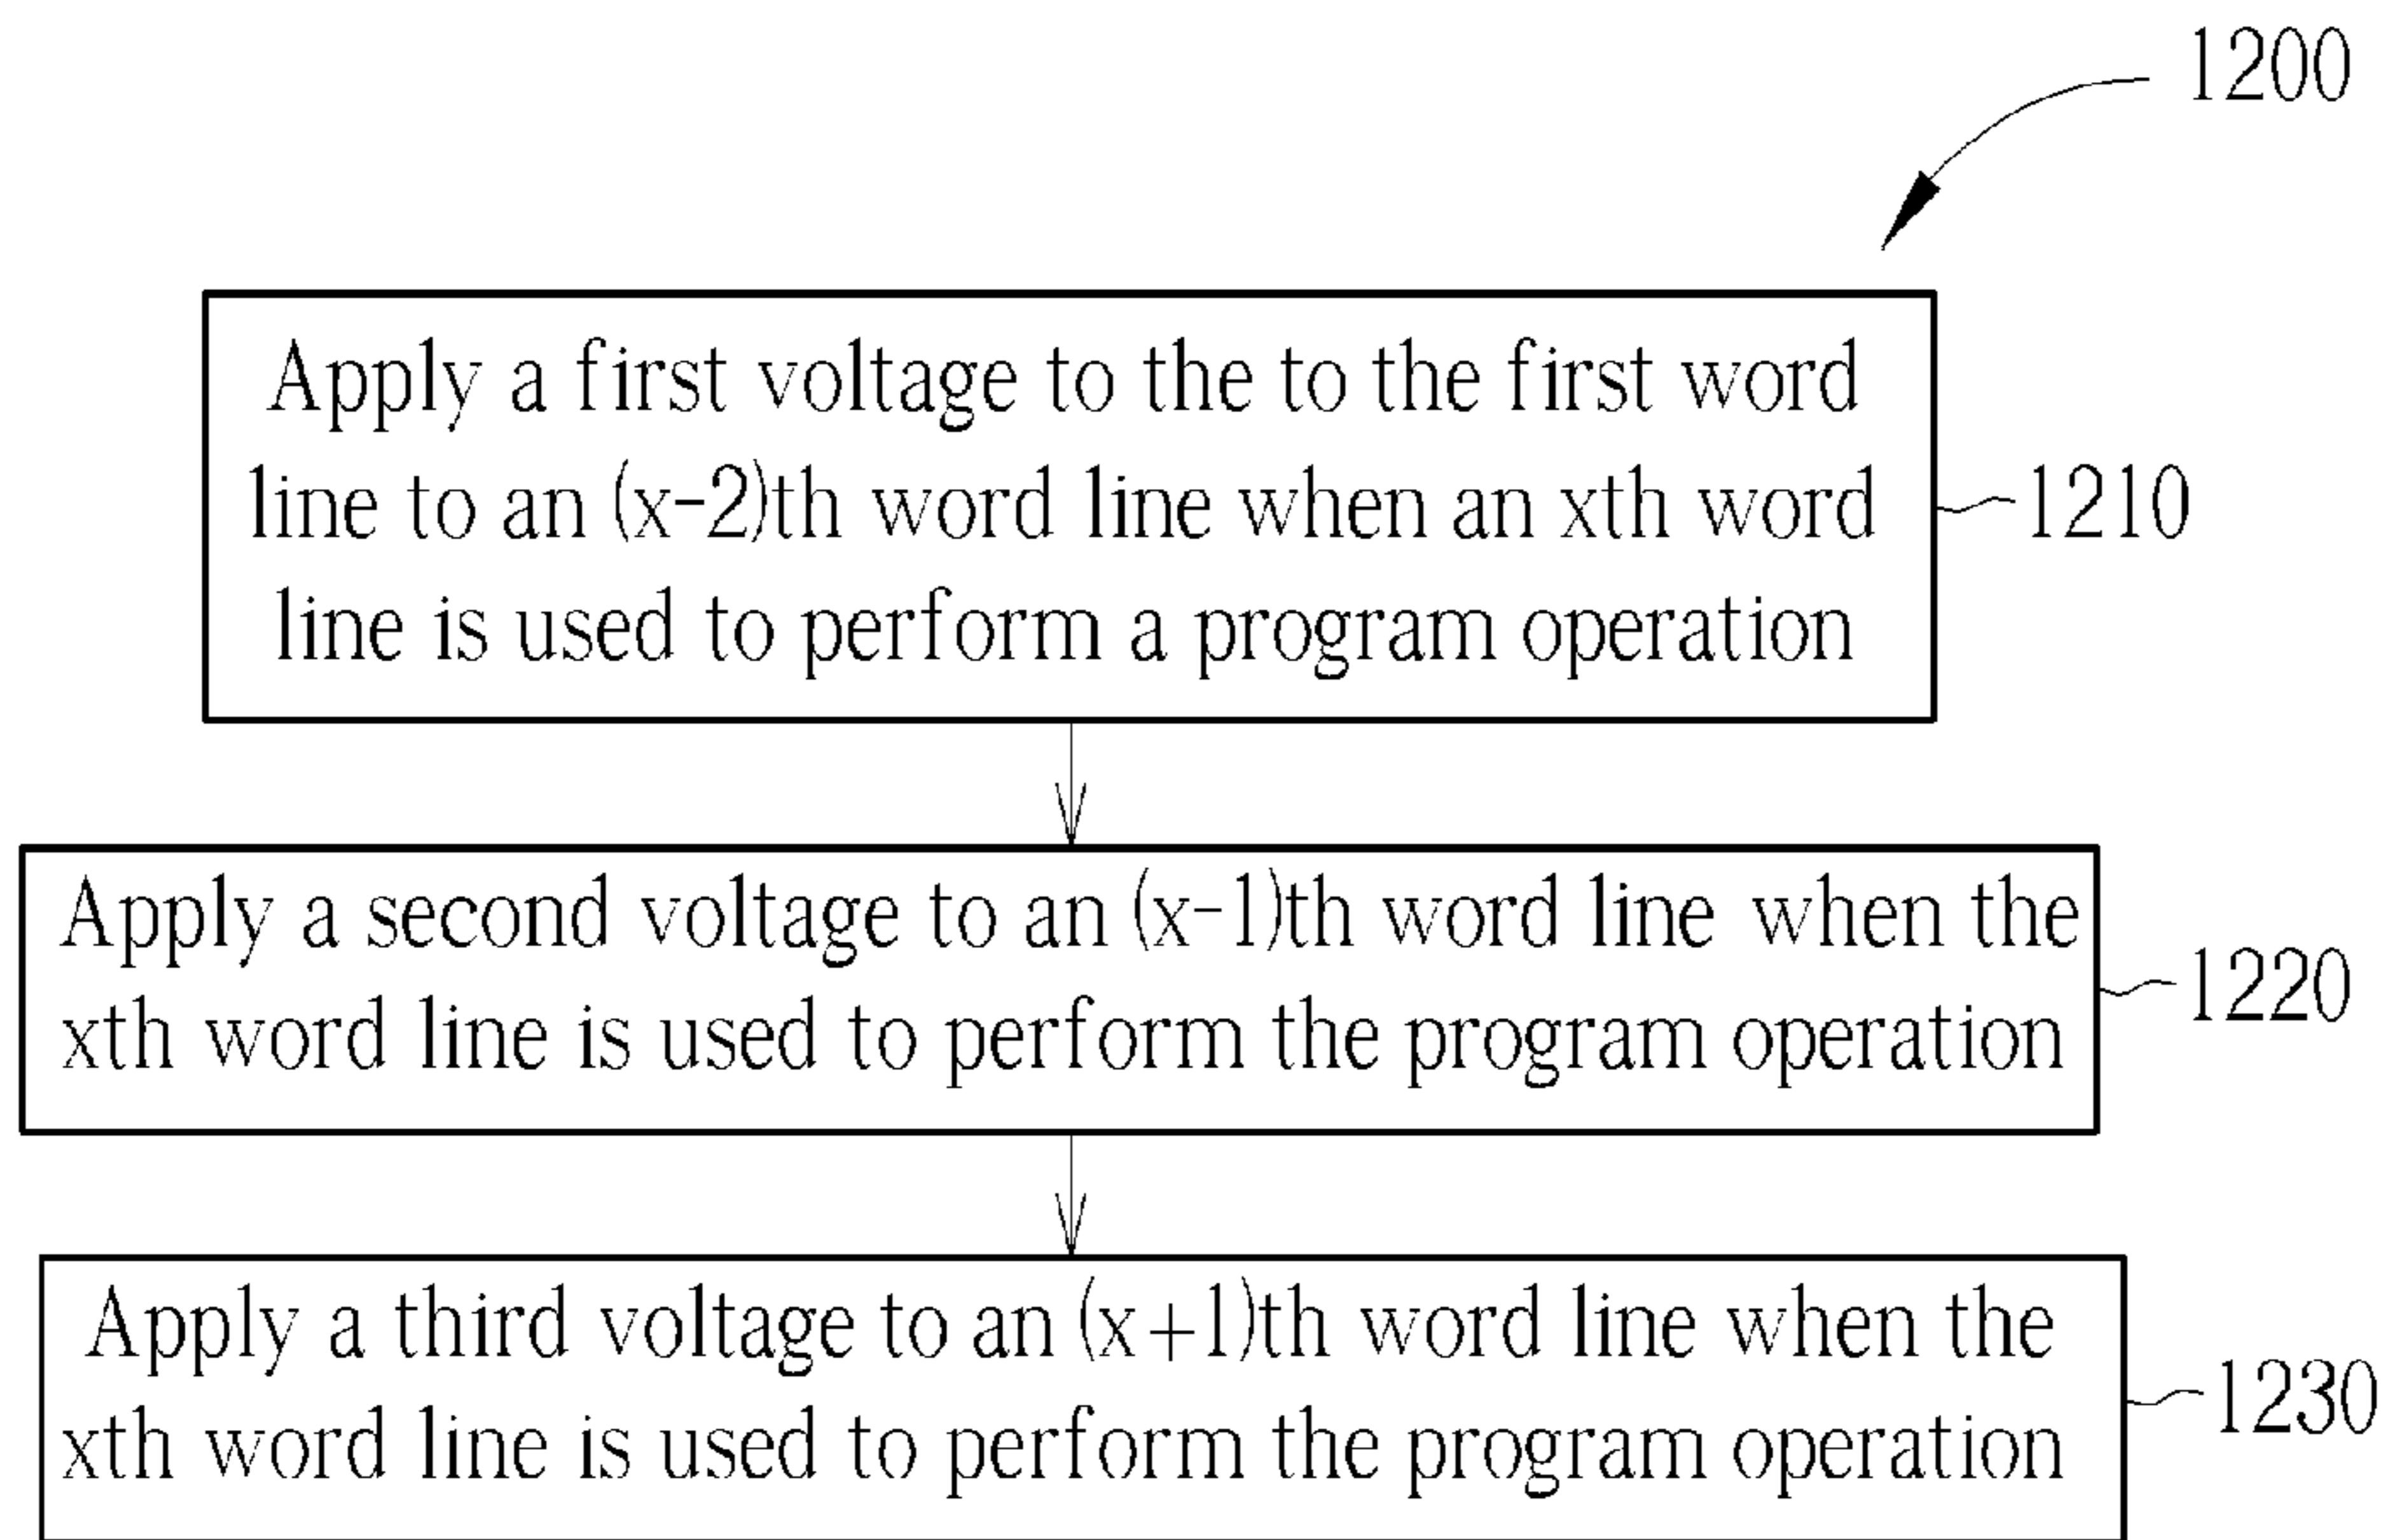 1200
Apply a first voltage to the to the first word
line to an (x-2)th word line when an xth word
line is used to perform a program operation
1210
Apply a second voltage to an (x-1)th word line when the
xth word line is used to perform the program operation
1220
Apply a third voltage to an (x+1)th word line when the
xth word line is used to perform the program operation
1230